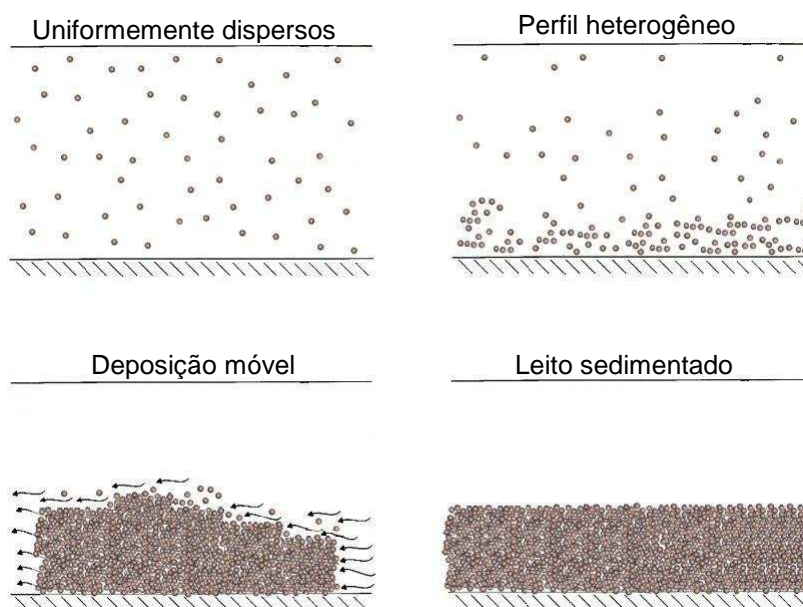 Uniformemente dispersos
Perfil heterogêneo
Deposição móvel
Leito sedimentado